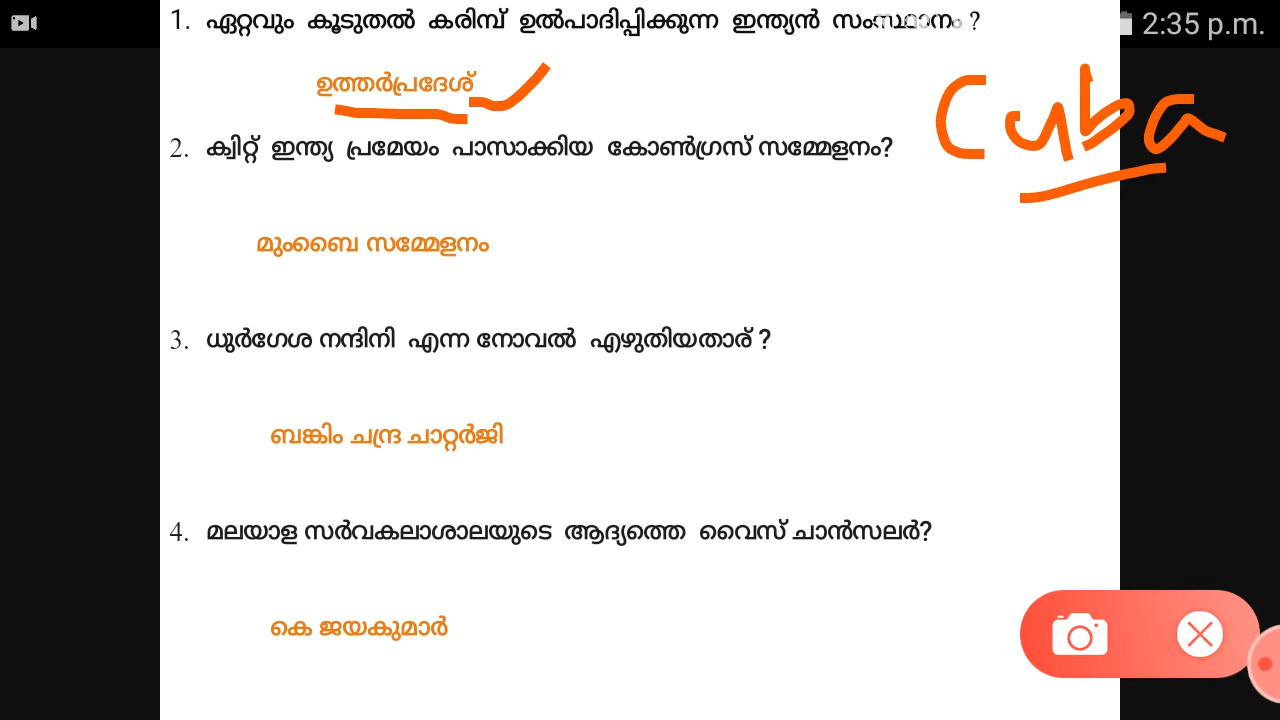 1. ഏറ്റവും കൂടുതൽ കരിമ്പ് ഉൽപാദിപ്പിക്കുന്ന ഇന്ത്യൻ സംസ്ഥാനം ?
2:35 p.m.
ഉത്തർപ്രദേശ്
Cuba
2. ക്വിറ്റ് ഇന്ത്യ പ്രമേയം പാസാക്കിയ കോൺഗ്രസ് സമ്മേളനം?
മുംബൈ സമ്മേളനം
3. ധുർഗേശ നന്ദിനി എന്ന നോവൽ എഴുതിയതാര് ?
ബങ്കിം ചന്ദ്ര ചാറ്റർജി
4. മലയാള സർവകലാശാലയുടെ ആദ്യത്തെ വൈസ് ചാൻസലർ?
കെ ജയകുമാർ